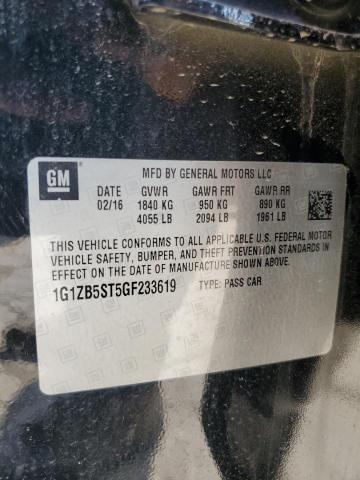 GM
MFD BY GENERAL MOTORS LLC
DATE GVWR GAWR FRT GAWR RR
02/16 1840 KG 950 KG 890 KG
4055 LB 2094 LB 1961 LB
THIS VEHICLE CONFORMS TO ALL APPLICABLE U.S. FEDERAL MOTOR
VEHICLE SAFETY, BUMPER, AND THEFT PREVENTION STANDARDS
IN EFFECT ON THE DATE OF MANUFACTURE SHOWN ABOVE.
1G1ZB5ST5GF233619 TYPE: PASS CAR